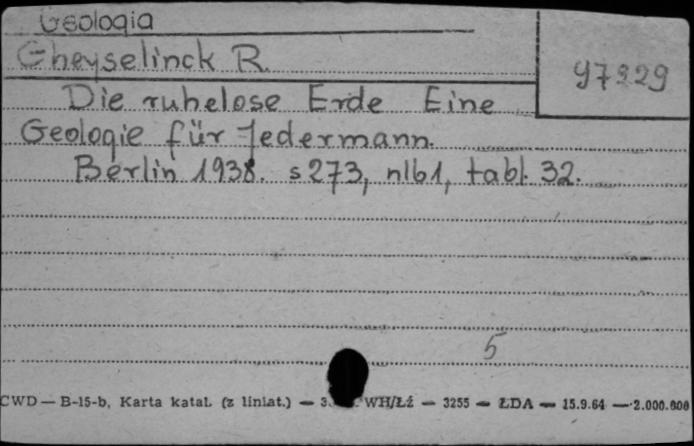 Geologia
Gheyselinck R.
97929
Die ruhelose Erde Eine
Geologie für Jedermann.
Berlin 1938. s 273, nlb1, tabl. 32.
5
CWD — B-15-b, Karta katal. (z liniat.) — WH/Łź — 3255 — ŁDA — 15.9.64 — 2.000.000